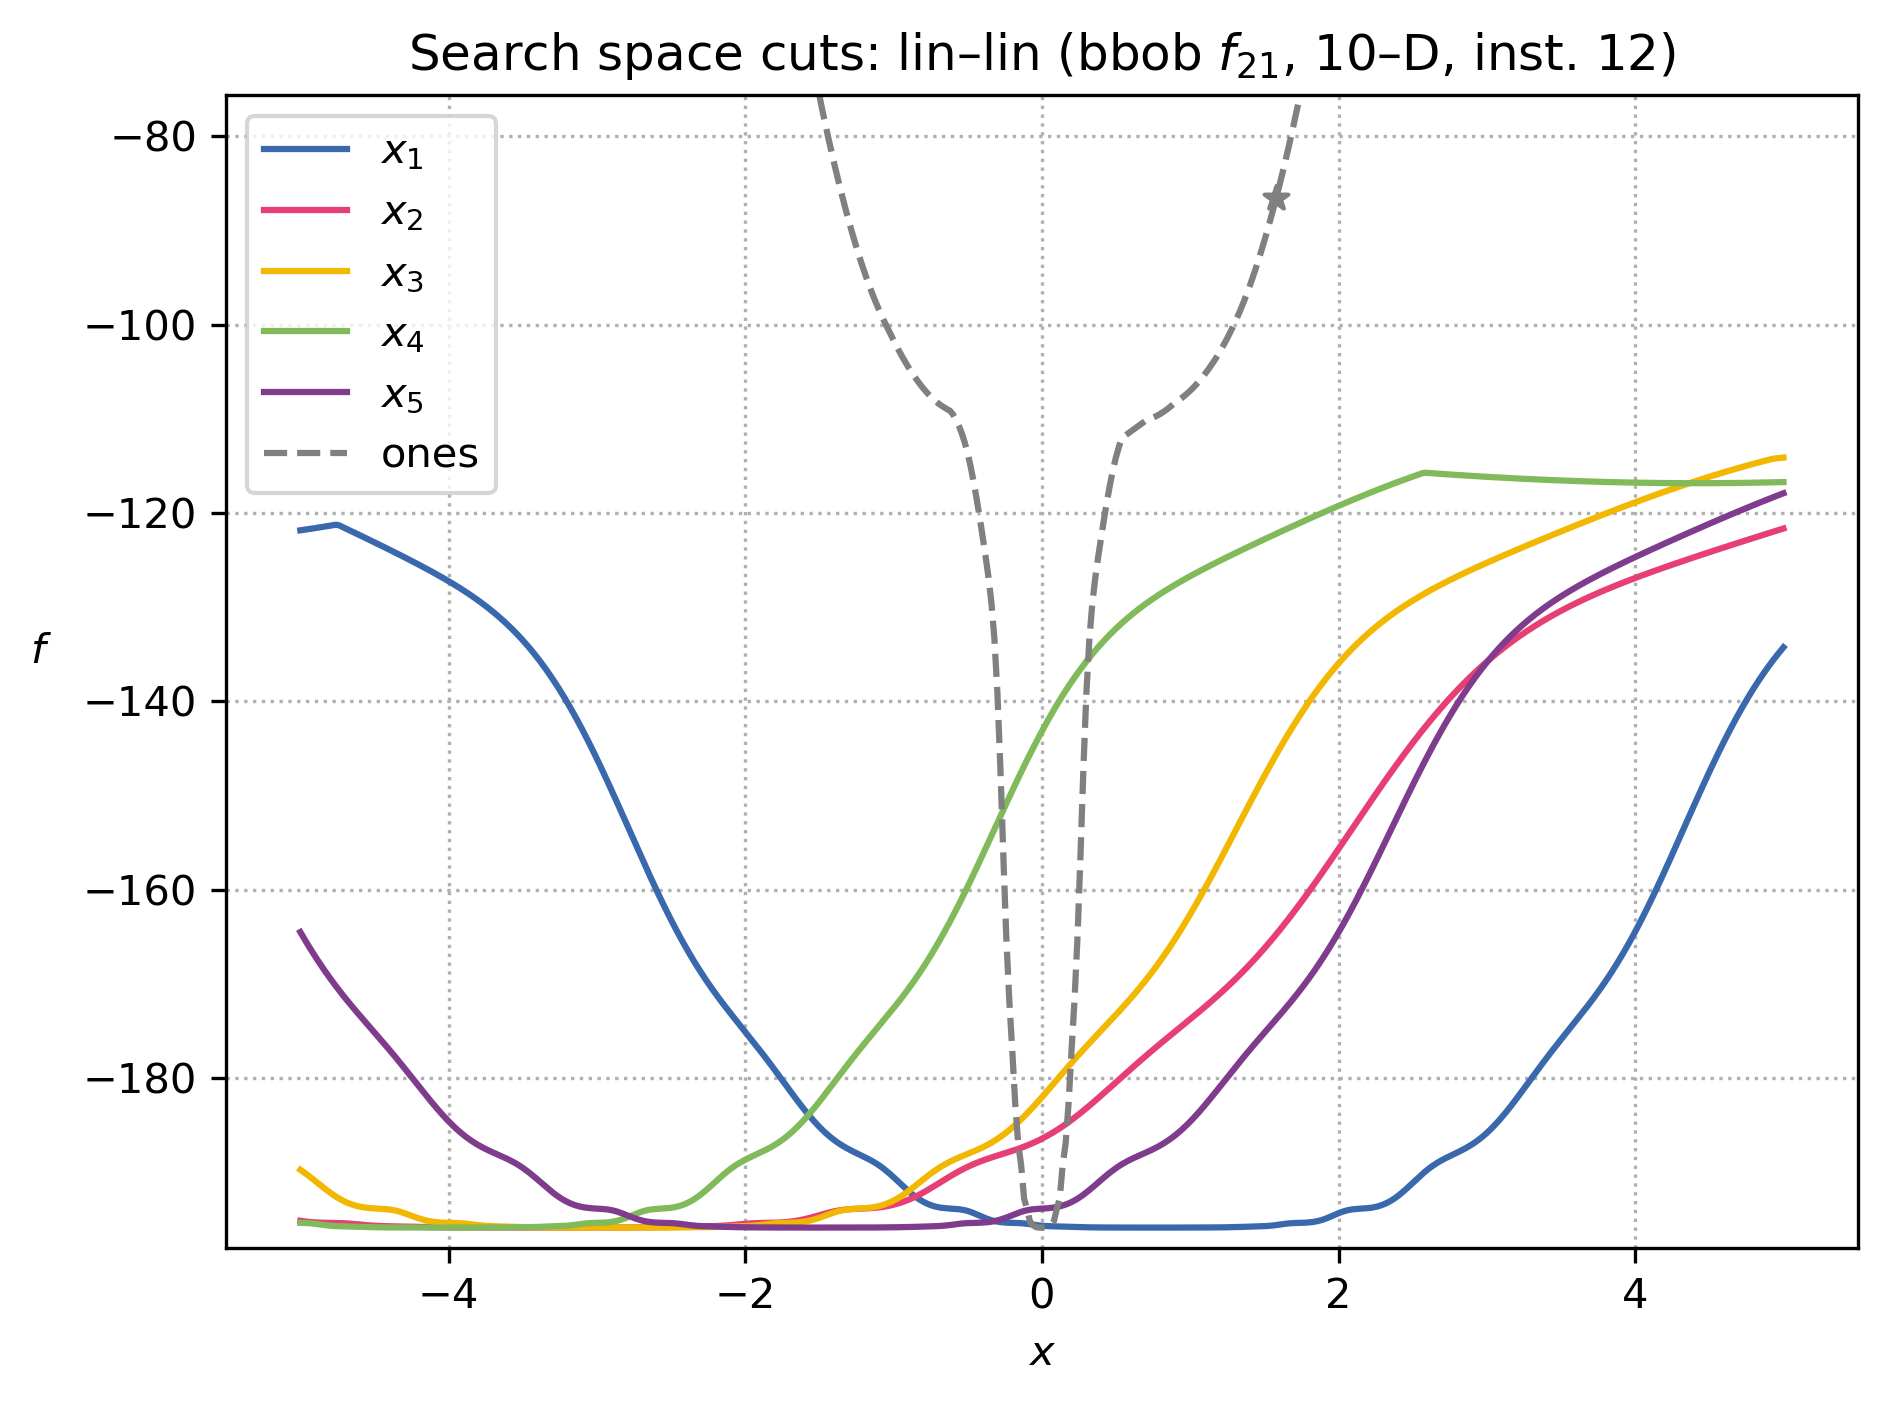 Search space cuts: lin–lin (bbob f₂₁, 10–D, inst. 12)
x₁
x₂
x₃
x₄
x₅
ones
−80
−100
−120
−140
−160
−180
f
−4 −2 0 2 4
x